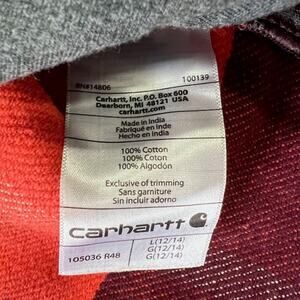 RN#14806 100139
Carhartt, Inc. P.O. Box 600
Dearborn, MI 48121 USA
carhartt.com
Made in India
Fabriqué en Inde
Hecho en India
100% Cotton
100% Coton
100% Algodón
Exclusive of trimming
Sans garniture
Sin incluir adorno
carhartt
105036 R48
L(12/14)
G(12/14)
G(12/14)